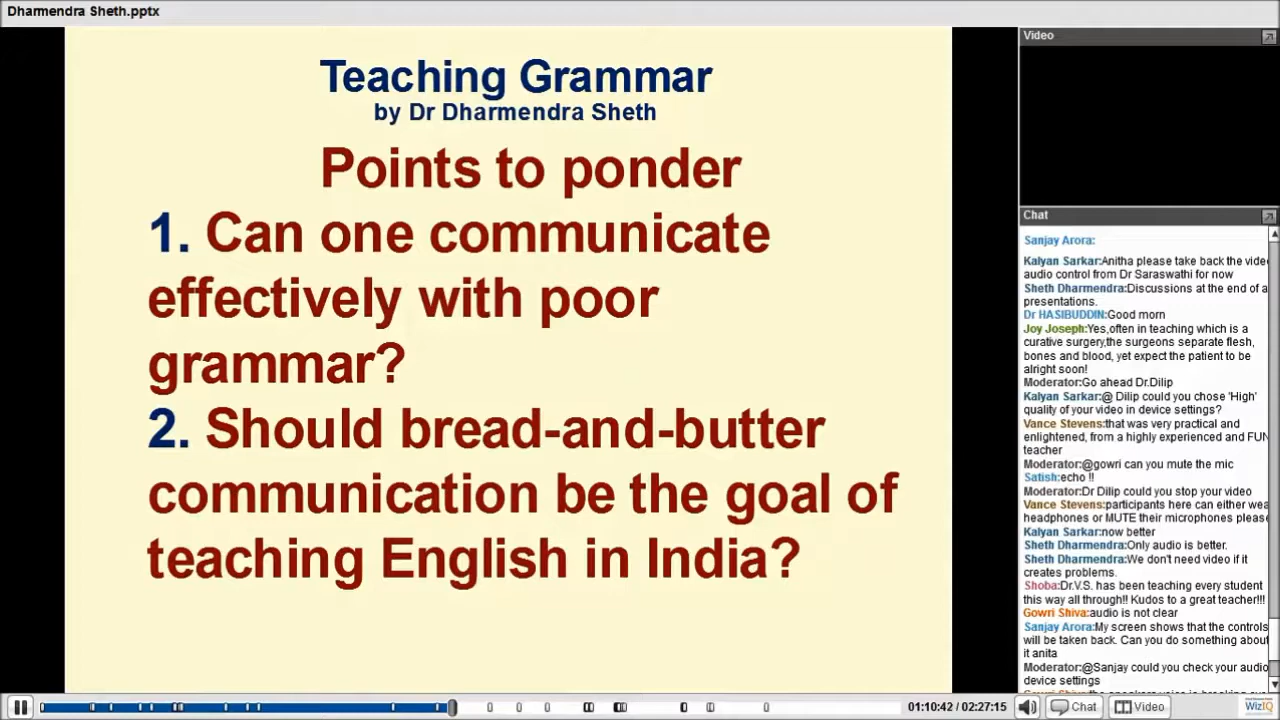 Dharmendra Sheth.pptx
Teaching Grammar
by Dr Dharmendra Sheth
Points to ponder
1. Can one communicate
effectively with poor
grammar?
2. Should bread-and-butter
communication be the goal of
teaching English in India?
Video
Chat
Sanjay Arora:
Kalyan Sarkar:Anitha please take back the vide
audio control from Dr Saraswathi for now
Sheth Dharmendra:Discussions at the end of a
presentations.
Dr HASIBUDDIN:Good morn
Joy Joseph:Yes,often in teaching which is a
curative surgery,the surgeons separate flesh,
bones and blood, yet expect the patient to be
alright soon!
Moderator:Go ahead Dr.Dilip
Kalyan Sarkar:@ Dilip could you chose 'High'
quality of your video in device settings?
Vance Stevens:that was very practical and
enlightened, from a highly experienced and FUN
teacher
Moderator:@gowri can you mute the mic
Satish:echo !!
Moderator:Dr Dilip could you stop your video
Vance Stevens:participants here can either wea
headphones or MUTE their microphones please
Kalyan Sarkar:now better
Sheth Dharmendra:Only audio is better.
Sheth Dharmendra:We don't need video if it
creates problems.
Shoba:Dr.V.S. has been teaching every student
this way all through!! Kudos to a great teacher!!!
Gowri Shiva:audio is not clear
Sanjay Arora:My screen shows that the controls
will be taken back. Can you do something about
it anita
Moderator:@Sanjay could you check your audio
device settings
01:10:42 / 02:27:15
Chat
Video
WizIQ